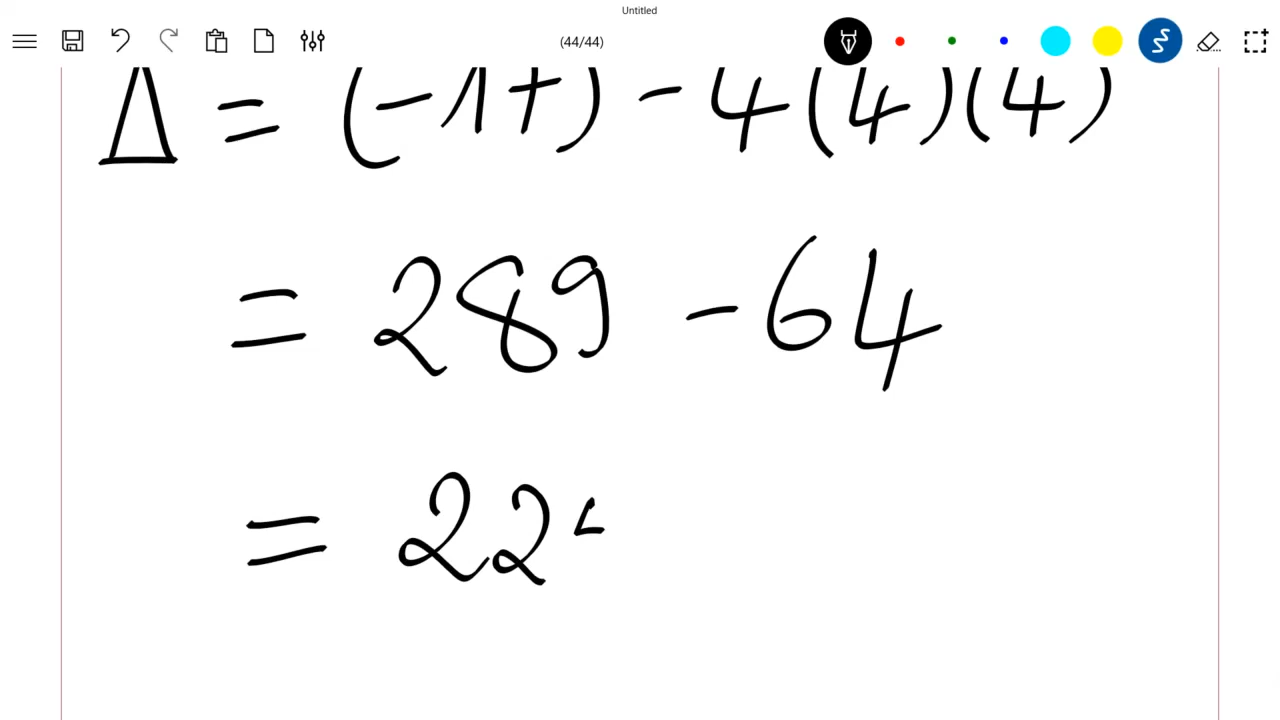 Untitled
(44/44)
Δ = (-17) - 4(4)(4)
= 289 - 64
= 22